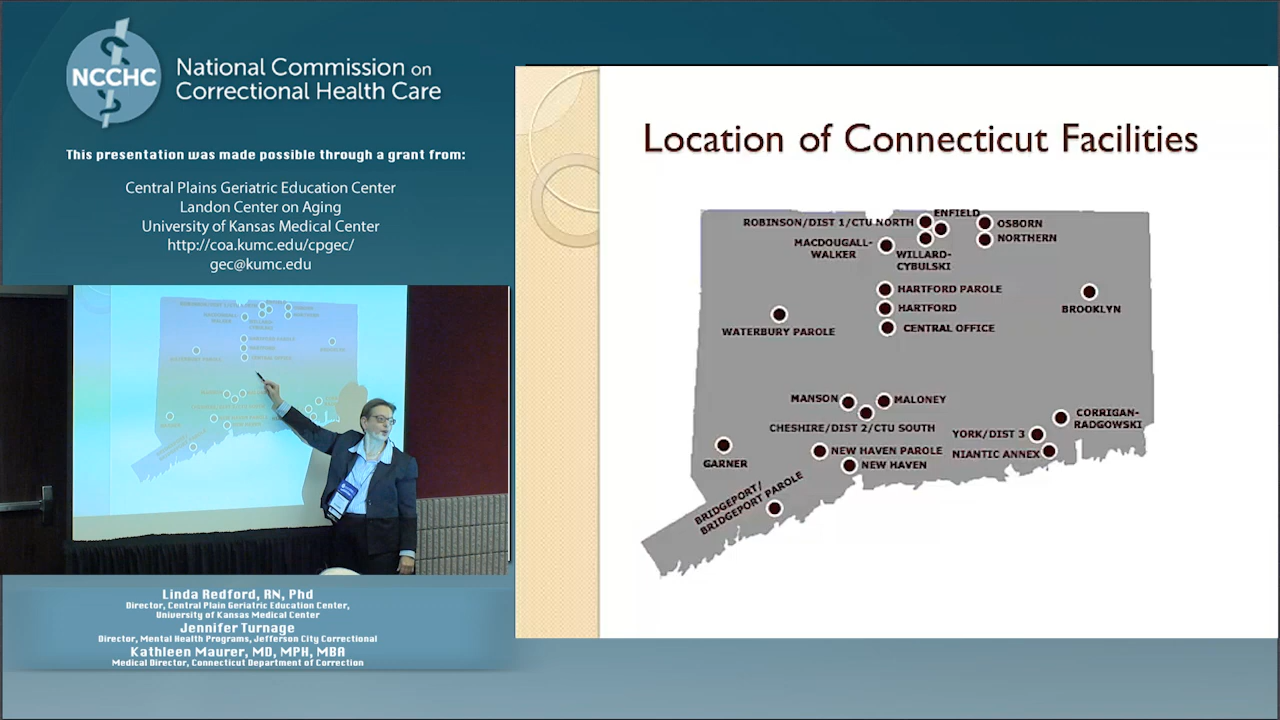 NCCHC
National Commission on
Correctional Health Care
This presentation was made possible through a grant from:
Central Plains Geriatric Education Center
Landon Center on Aging
University of Kansas Medical Center
http://coa.kumc.edu/cpgec/
gec@kumc.edu
Linda Redford, RN, Phd
Director, Central Plain Geriatric Education Center,
University of Kansas Medical Center
Jennifer Turnage
Director, Mental Health Programs, Jefferson City Correctional
Kathleen Maurer, MD, MPH, MBA
Medical Director, Connecticut Department of Correction
Location of Connecticut Facilities
ENFIELD
ROBINSON/DIST 1/CTU NORTH
OSBORN
NORTHERN
MACDOUGALL-
WALKER
WILLARD-
CYBULSKI
HARTFORD PAROLE
HARTFORD
BROOKLYN
CENTRAL OFFICE
WATERBURY PAROLE
MANSON
MALONEY
CORRIGAN-
RADGOWSKI
CHESHIRE/DIST 2/CTU SOUTH
YORK/DIST 3
NEW HAVEN PAROLE
NIANTIC ANNEX
GARNER
NEW HAVEN
BRIDGEPORT/
BRIDGEPORT PAROLE